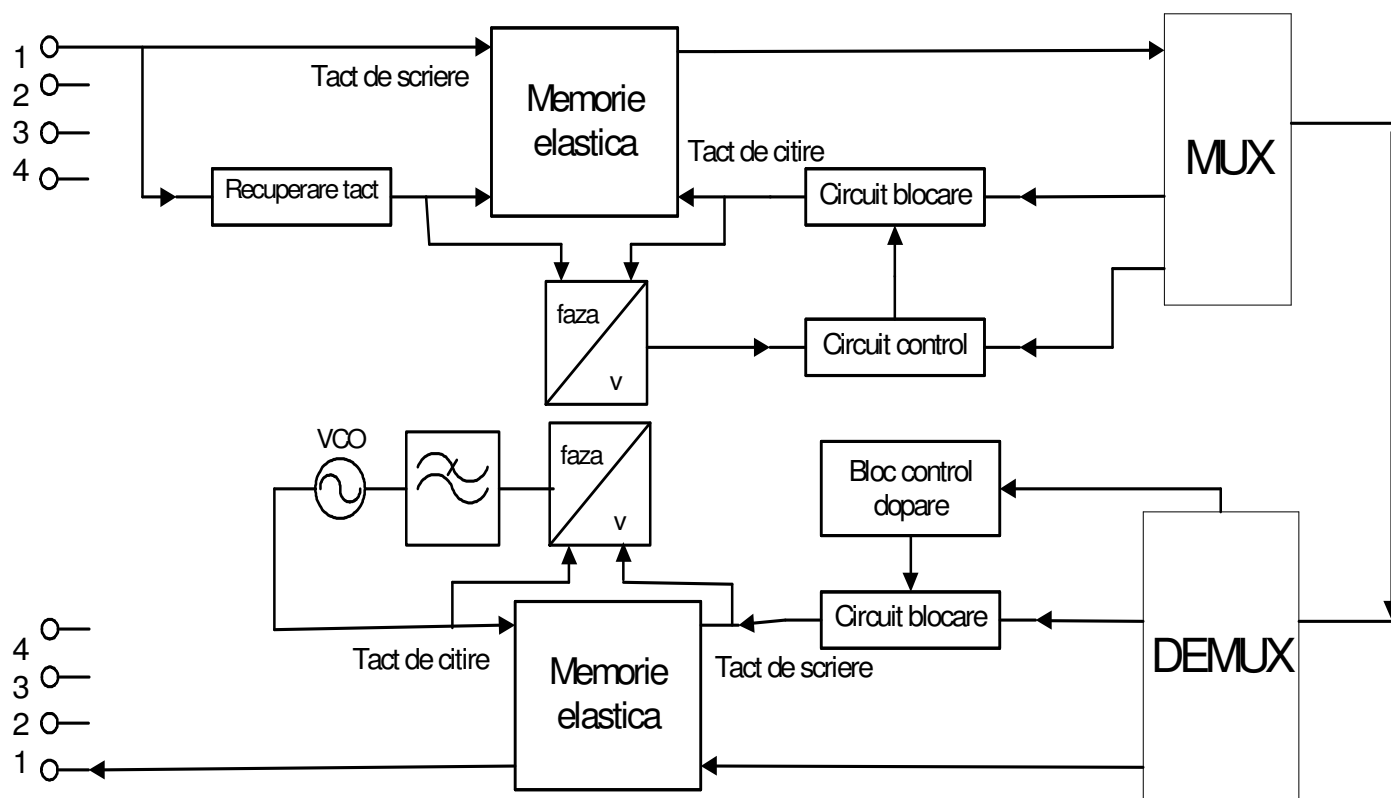 1
2
3
4
Tact de scriere
Memorie
elastica
Recuperare tact
Tact de citire
Circuit blocare
MUX
faza
v
Circuit control
VCO
faza
v
Bloc control
dopare
Circuit blocare
DEMUX
Tact de citire
Memorie
elastica
Tact de scriere
4
3
2
1